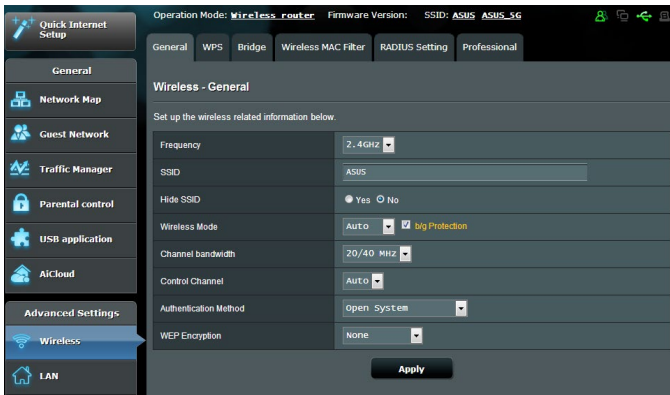 Quick Internet
Setup
Operation Mode: Wireless router Firmware Version: SSID: ASUS ASUS_5G
General WPS Bridge Wireless MAC Filter RADIUS Setting Professional
General
Network Map
Guest Network
Traffic Manager
Parental control
USB application
AiCloud
Advanced Settings
Wireless
LAN
Wireless - General
Set up the wireless related information below.
Frequency 2.4GHz
SSID ASUS
Hide SSID Yes No
Wireless Mode Auto b/g Protection
Channel bandwidth 20/40 MHz
Control Channel Auto
Authentication Method Open System
WEP Encryption None
Apply